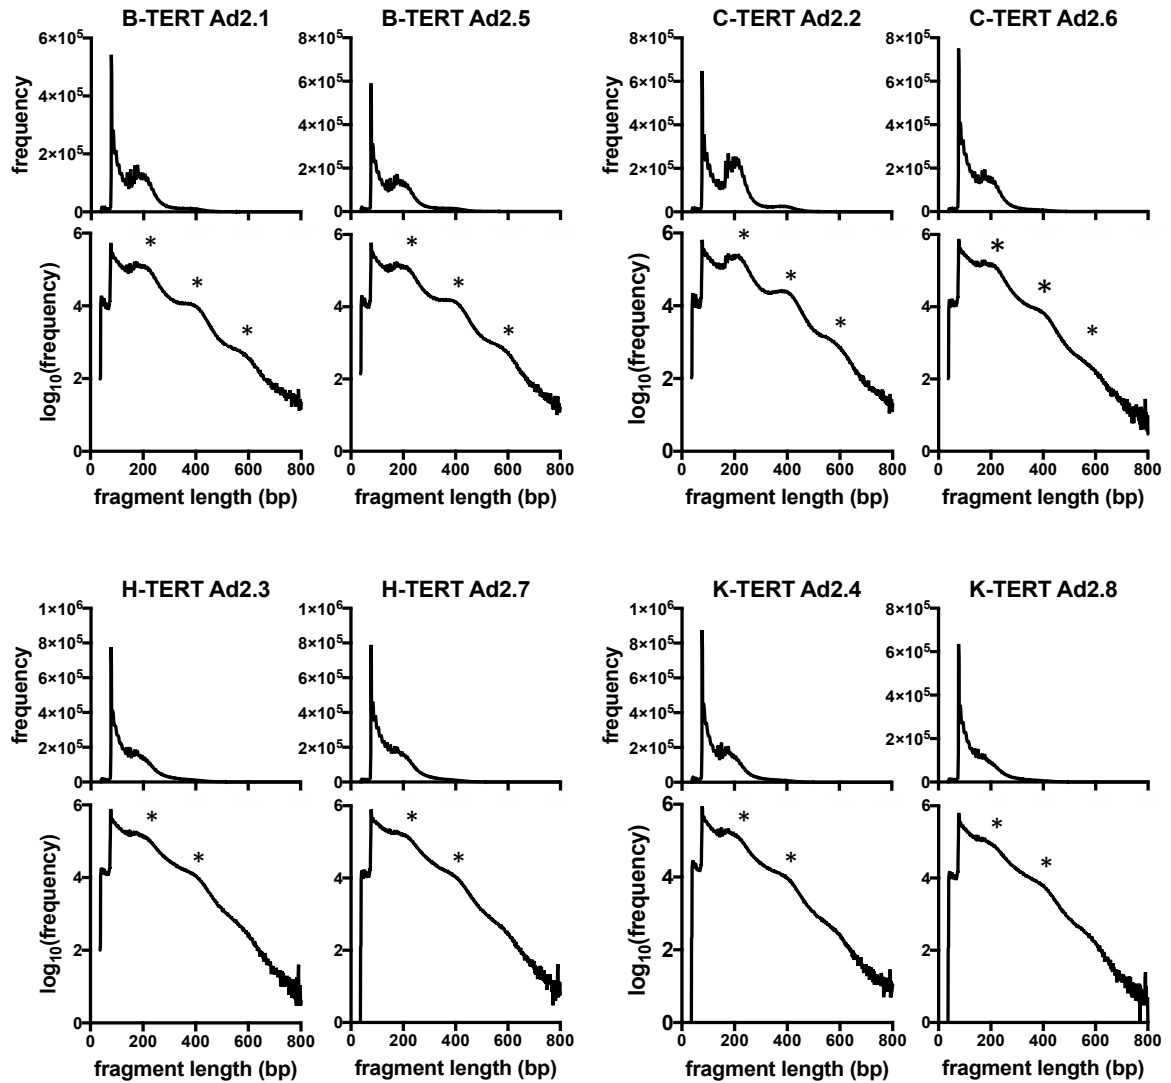 B-TERT Ad2.1 B-TERT Ad2.5 C-TERT Ad2.2 C-TERT Ad2.6
6×10⁵ 8×10⁵ 8×10⁵ 8×10⁵
6×10⁵ 6×10⁵ 6×10⁵
4×10⁵ 4×10⁵ 4×10⁵ 4×10⁵
2×10⁵ 2×10⁵ 2×10⁵ 2×10⁵
0 0 0 0
frequency frequency
6 6 6 6
* * * * * * * * * * * *
4 4 4 4
2 2 2 2
0 0 0 0
log₁₀(frequency) log₁₀(frequency)
0 200 400 600 800 0 200 400 600 800 0 200 400 600 800 0 200 400 600 800
fragment length (bp) fragment length (bp) fragment length (bp) fragment length (bp)
H-TERT Ad2.3 H-TERT Ad2.7 K-TERT Ad2.4 K-TERT Ad2.8
1×10⁶ 1×10⁶ 1×10⁶ 8×10⁵
8×10⁵ 8×10⁵ 8×10⁵
6×10⁵ 6×10⁵ 6×10⁵ 6×10⁵
4×10⁵ 4×10⁵ 4×10⁵ 4×10⁵
2×10⁵ 2×10⁵ 2×10⁵ 2×10⁵
0 0 0 0
frequency frequency
6 6 6 6
* * * * * * * *
4 4 4 4
2 2 2 2
0 0 0 0
log₁₀(frequency) log₁₀(frequency)
0 200 400 600 800 0 200 400 600 800 0 200 400 600 800 0 200 400 600 800
fragment length (bp) fragment length (bp) fragment length (bp) fragment length (bp)